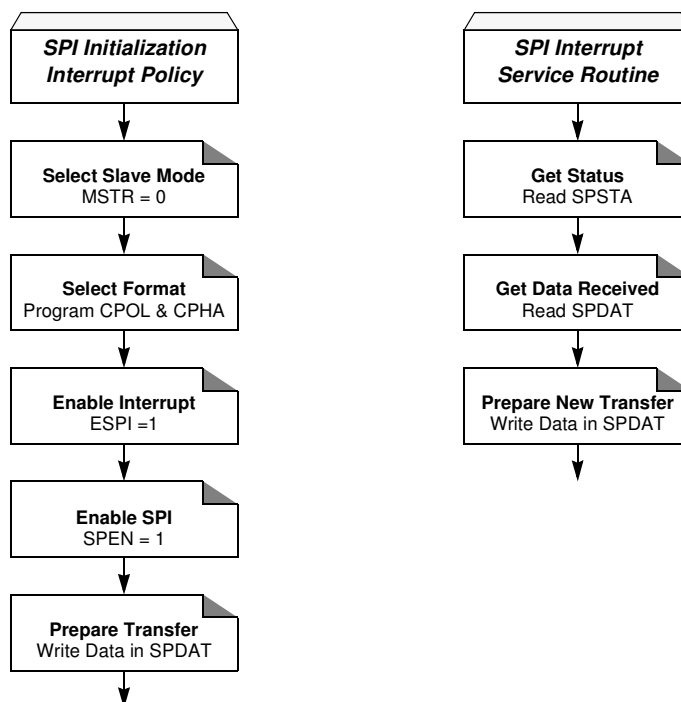 SPI Initialization
Interrupt Policy
Select Slave Mode
MSTR = 0
Select Format
Program CPOL & CPHA
Enable Interrupt
ESPI =1
Enable SPI
SPEN = 1
Prepare Transfer
Write Data in SPDAT
SPI Interrupt
Service Routine
Get Status
Read SPSTA
Get Data Received
Read SPDAT
Prepare New Transfer
Write Data in SPDAT